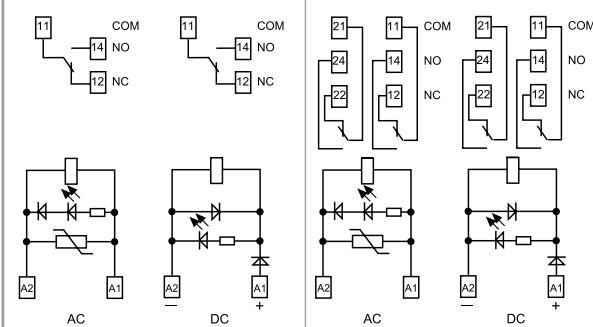 11 COM 11 COM 21 11 COM 21 11 COM
14 NO 14 NO 24 14 NO 24 14 NO
12 NC 12 NC 22 12 NC 22 12 NC
A2 A1 A2 A1 A2 A1 A2 A1
— + — +
AC DC AC DC